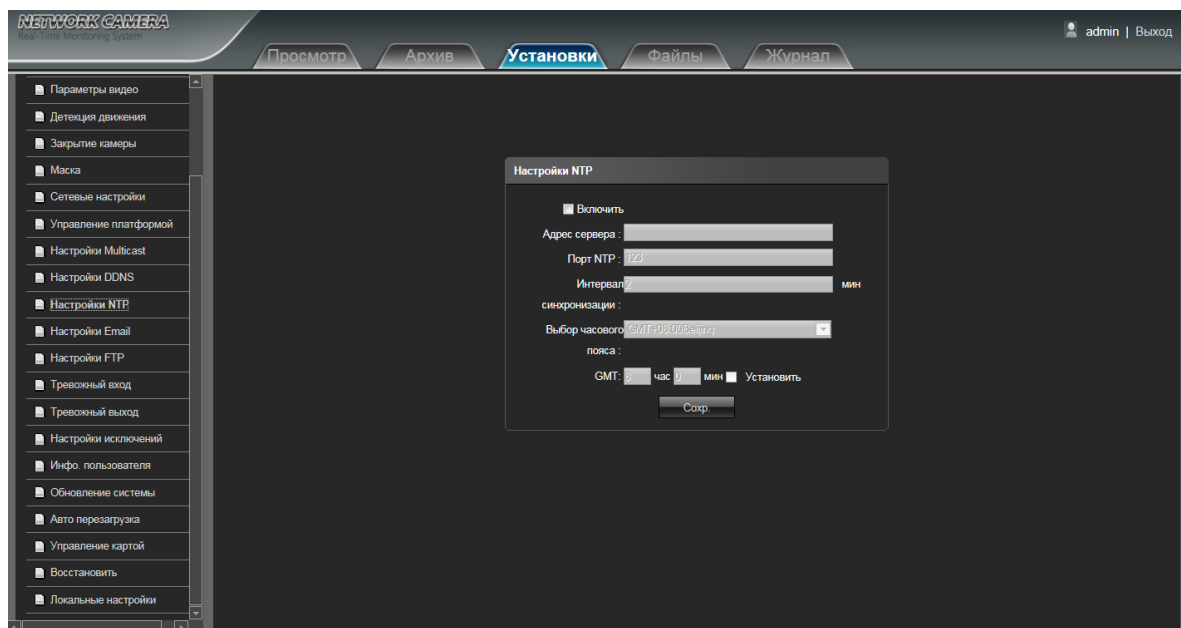 NETWORK CAMERA
Real-Time Monitoring System
admin | Выход
Просмотр Архив Установки Файлы Журнал
Параметры видео
Детекция движения
Закрытие камеры
Маска
Сетевые настройки
Управление платформой
Настройки Multicast
Настройки DDNS
Настройки NTP
Настройки Email
Настройки FTP
Тревожный вход
Тревожный выход
Настройки исключений
Инфо. пользователя
Обновление системы
Авто перезагрузка
Управление картой
Восстановить
Локальные настройки
Настройки NTP
Включить
Адрес сервера :
Порт NTP : 123
Интервал 2 мин
синхронизации :
Выбор часового GMT+08:00Beijing
пояса :
GMT: 8 час 0 мин Установить
Сохр.